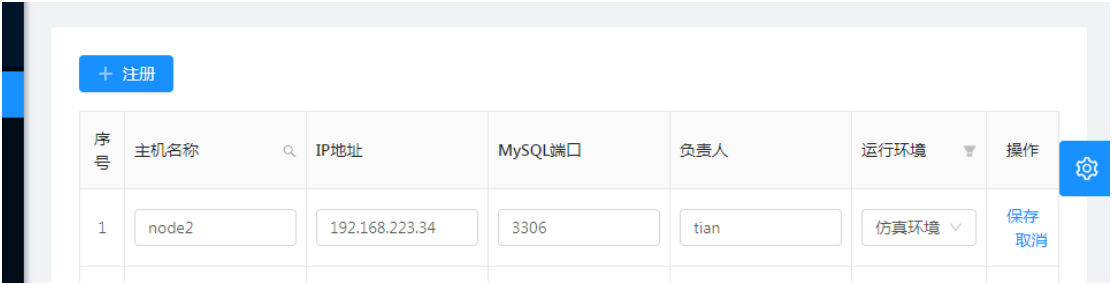 + 注册
序号 主机名称 IP地址 MySQL端口 负责人 运行环境 操作
1 node2 192.168.223.34 3306 tian 仿真环境 保存
取消